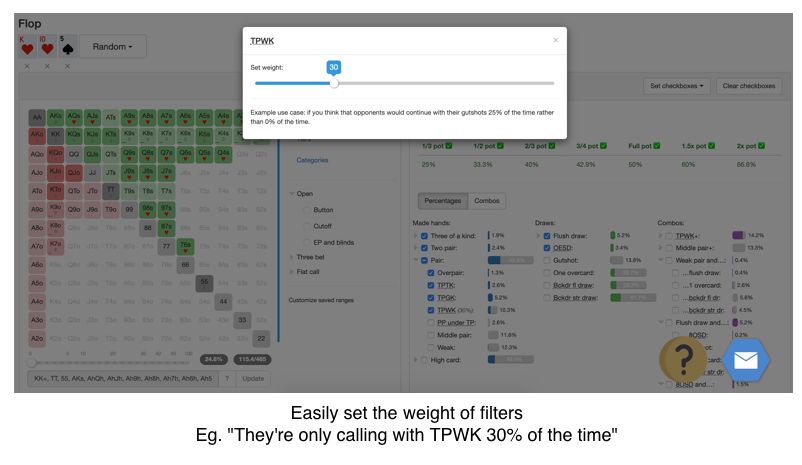 Flop
K 10 5
Random
TPWK ×
Set weight:
30
Example use case: if you think that opponents would continue with their gutshots 25% of the time rather
than 0% of the time.
Set checkboxes Clear checkboxes
1/3 pot 1/2 pot 2/3 pot 3/4 pot Full pot 1.5x pot 2x pot
25% 33.3% 40% 42.9% 50% 60% 66.6%
Categories
Open
Button
Cutoff
EP and blinds
Three bet
Flat call
Customize saved ranges
AA AKs AQs AJs ATs A9s A8s A7s A6s A5s A4s
AKo KK KQs KJs KTs K9s K8s K7s K6s K5s K4s
AQo KQo QQ QJs QTs Q9s Q8s Q7s Q6s Q5s Q4s Q3s Q2s
AJo KJo QJo JJ JTs J9s J8s J7s J6s J5s J4s J3s J2s
ATo KTo QTo JTo TT T9s T8s T7s T6s T5s T4s T3s T2s
A9o K9o Q9o J9o T9o 99 98s 97s 96s 95s 94s 93s 92s
A8o K8o Q8o J8o T8o 98o 88 87s 86s 85s 84s 83s 82s
A7o K7o Q7o J7o T7o 97o 87o 77 76s 75s 74s 73s 72s
A6o K6o Q6o J6o T6o 96o 86o 76o 66 65s 64s 63s 62s
A5o K5o Q5o J5o T5o 95o 85o 75o 65o 55 54s 53s 52s
A4o K4o Q4o J4o T4o 94o 84o 74o 64o 54o 44 43s 42s
A3o K3o Q3o J3o T3o 93o 83o 73o 63o 53o 43o 33 32s
A2o K2o Q2o J2o T2o 92o 82o 72o 62o 52o 42o 32o 22
24.8% 115.4/465
KK+, TT, 55, AKs, AhQh, AhJh, Ah9h, Ah8h, Ah7h, Ah6h, Ah5 ? Update
Percentages Combos
Made hands:
Three of a kind: 1.9%
Two pair: 2.4%
Pair:
Overpair: 1.3%
TPTK: 2.6%
TPGK: 5.2%
TPWK (30%) 10.3%
PP under TP: 2.6%
Middle pair: 11.6%
Weak: 12.3%
High card:
Draws:
Flush draw: 5.2%
OESD: 3.4%
Gutshot: 13.8%
One overcard:
Bckdr fl draw:
Bckdr str draw:
Combos:
TPWK+: 14.2%
Middle pair+: 13.3%
Weak pair and....: 0.4%
...flush draw: 0.4%
...1 overcard: 2.6%
...bckdr fl dr: 5.6%
...bckdr str dr: 4.5%
Flush draw and...: 5.2%
...8OSD: 0.2%
8OSD and...: 1.5%
Easily set the weight of filters
Eg. "They're only calling with TPWK 30% of the time"